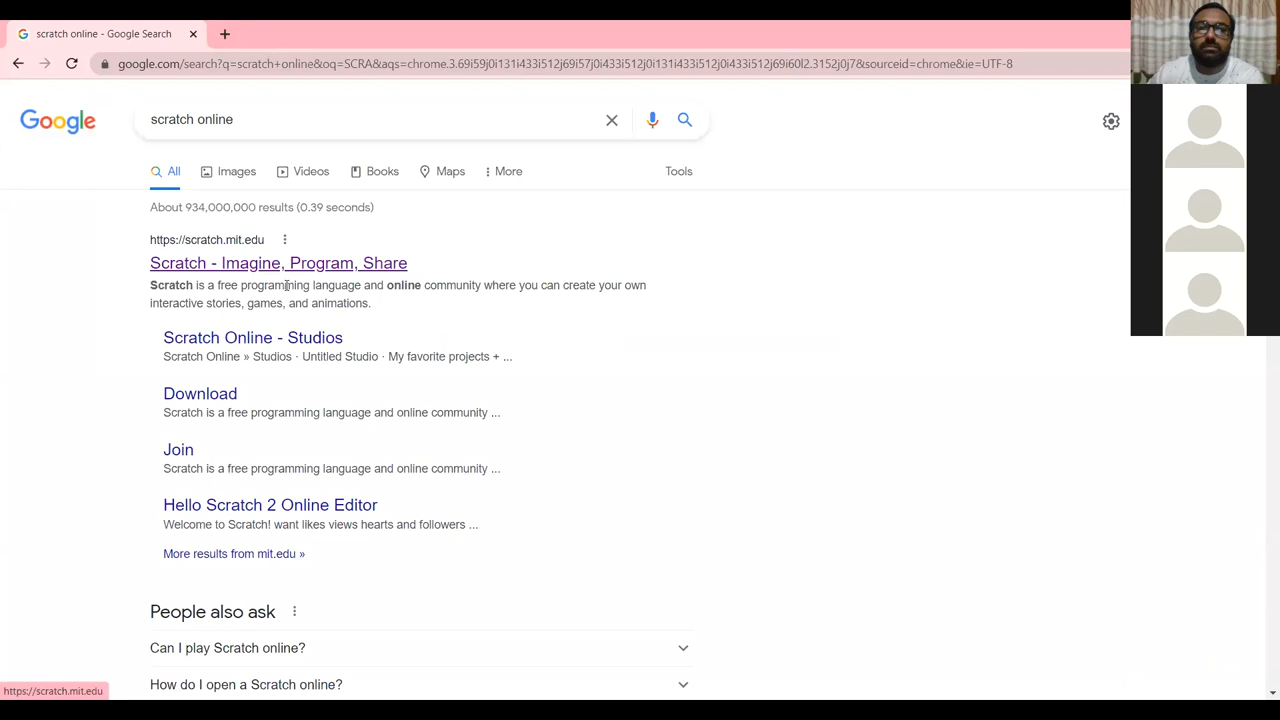 scratch online - Google Search
google.com/search?q=scratch+online&oq=SCRA&aqs=chrome.3.69i59j0i131i433i512j69i57j0i433i512j0i131i433i512j0i433i512j69i60l2.3152j0j7&sourceid=chrome&ie=UTF-8
Google
scratch online
All
Images
Videos
Books
Maps
More
Tools
About 934,000,000 results (0.39 seconds)
https://scratch.mit.edu
Scratch - Imagine, Program, Share
Scratch is a free programming language and online community where you can create your own
interactive stories, games, and animations.
Scratch Online - Studios
Scratch Online » Studios · Untitled Studio · My favorite projects + ...
Download
Scratch is a free programming language and online community ...
Join
Scratch is a free programming language and online community ...
Hello Scratch 2 Online Editor
Welcome to Scratch! want likes views hearts and followers ...
More results from mit.edu »
People also ask
Can I play Scratch online?
How do I open a Scratch online?
https://scratch.mit.edu